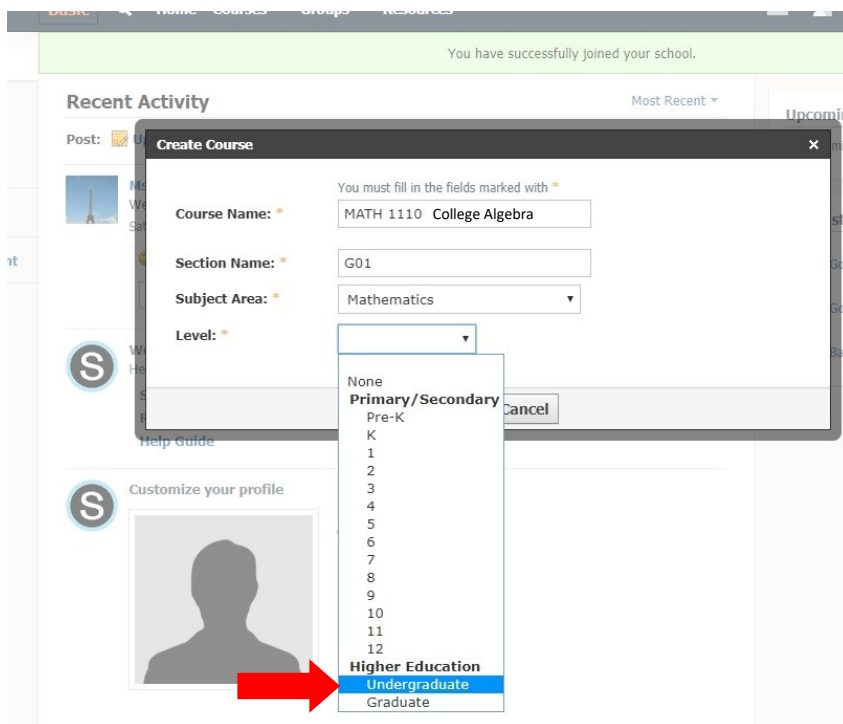 Basic Home Courses Groups Resources
You have successfully joined your school.
Recent Activity
Most Recent
Upcomin
Post:
Create Course
×
You must fill in the fields marked with *
Course Name: * MATH 1110 College Algebra
Section Name: * G01
Subject Area: * Mathematics
Level: *
None
Primary/Secondary
Pre-K
K
1
2
3
4
5
6
7
8
9
10
11
12
Higher Education
Undergraduate
Graduate
Cancel
Help Guide
Customize your profile